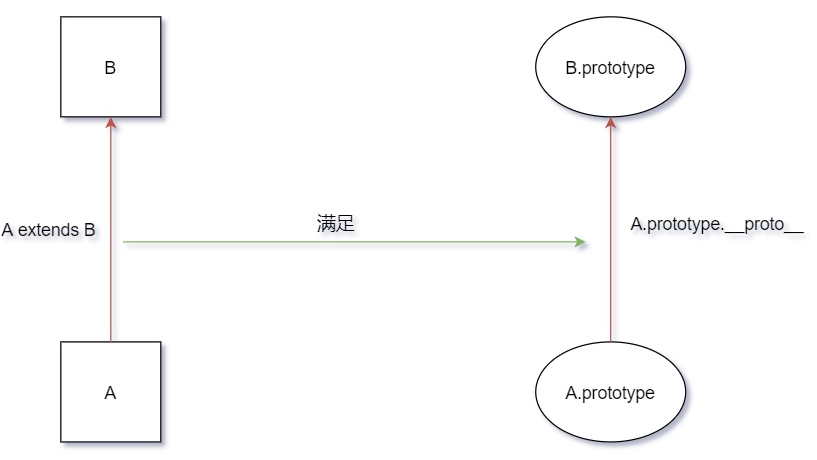 B
B.prototype
A extends B
满足
A.prototype.__proto__
A
A.prototype